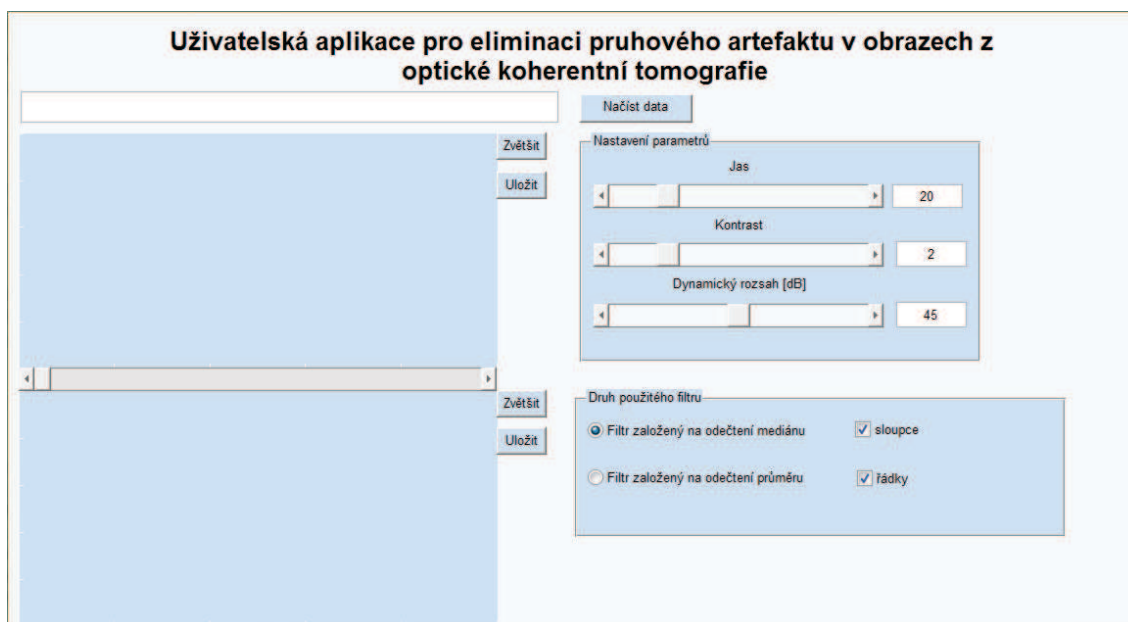 Uživatelská aplikace pro eliminaci pruhového artefaktu v obrazech z
optické koherentní tomografie
Načíst data
Zvětšit
Uložit
Nastavení parametrů
Jas
20
Kontrast
2
Dynamický rozsah [dB]
45
Zvětšit
Uložit
Druh použitého filtru
Filtr založený na odečtení mediánu
sloupce
Filtr založený na odečtení průměru
řádky